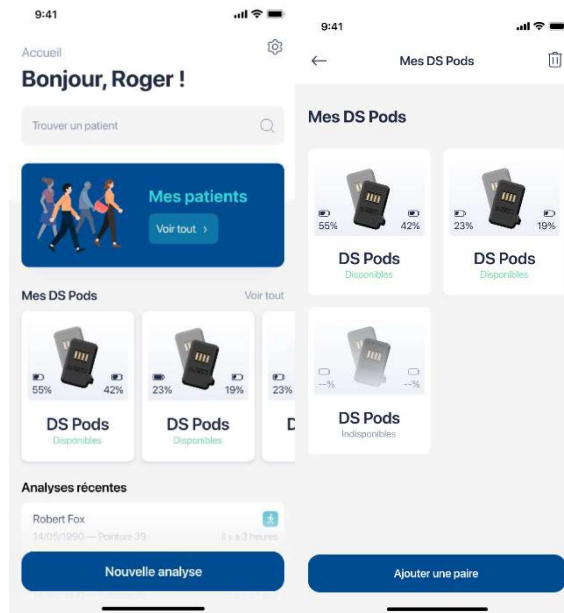 9:41
Accueil
Bonjour, Roger !
Trouver un patient
Mes patients
Voir tout >
Mes DS Pods
Voir tout
55% 42% 23% 19% 23%
DS Pods DS Pods D
Disponibles Disponibles
Analyses récentes
Robert Fox
14/05/1990 — Pointure 39 Il y a 3 heures
Nouvelle analyse
9:41
Mes DS Pods
Mes DS Pods
55% 42% 23% 19%
DS Pods DS Pods
Disponibles Disponibles
--% --%
DS Pods
Indisponibles
Ajouter une paire